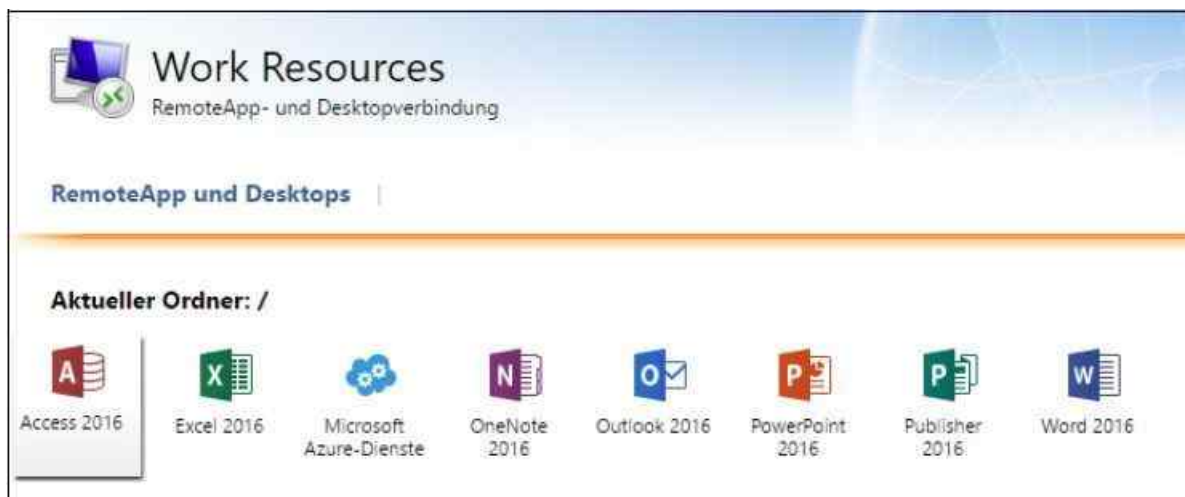 Work Resources
RemoteApp- und Desktopverbindung
RemoteApp und Desktops
Aktueller Ordner: /
Access 2016
Excel 2016
Microsoft
Azure-Dienste
OneNote
2016
Outlook 2016
PowerPoint
2016
Publisher
2016
Word 2016